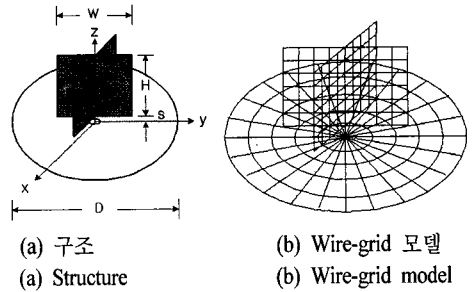 W
z
H
s
y
x
D
(a) 구조
(a) Structure
(b) Wire-grid 모델
(b) Wire-grid model